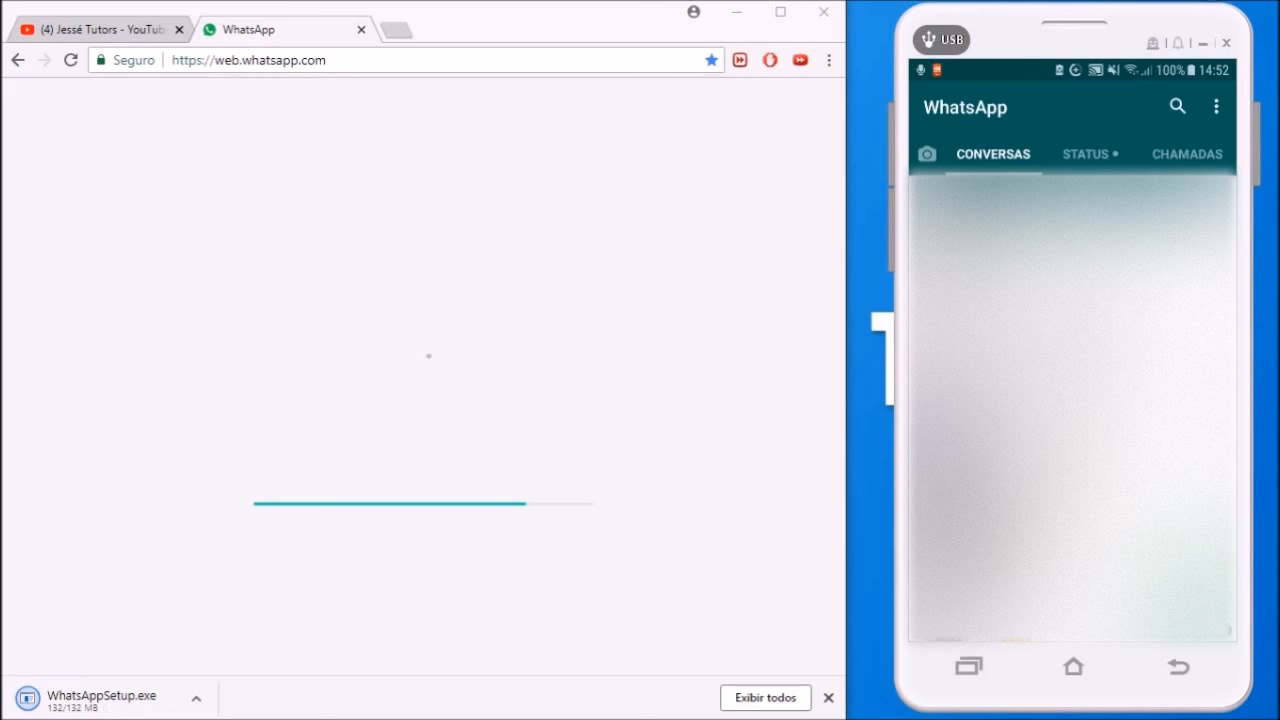 (4) Jessé Tutors - YouTub
WhatsApp
Seguro
https://web.whatsapp.com
WhatsAppSetup.exe
132/132 MB
Exibir todos
USB
100%
14:52
WhatsApp
CONVERSAS
STATUS
CHAMADAS
T